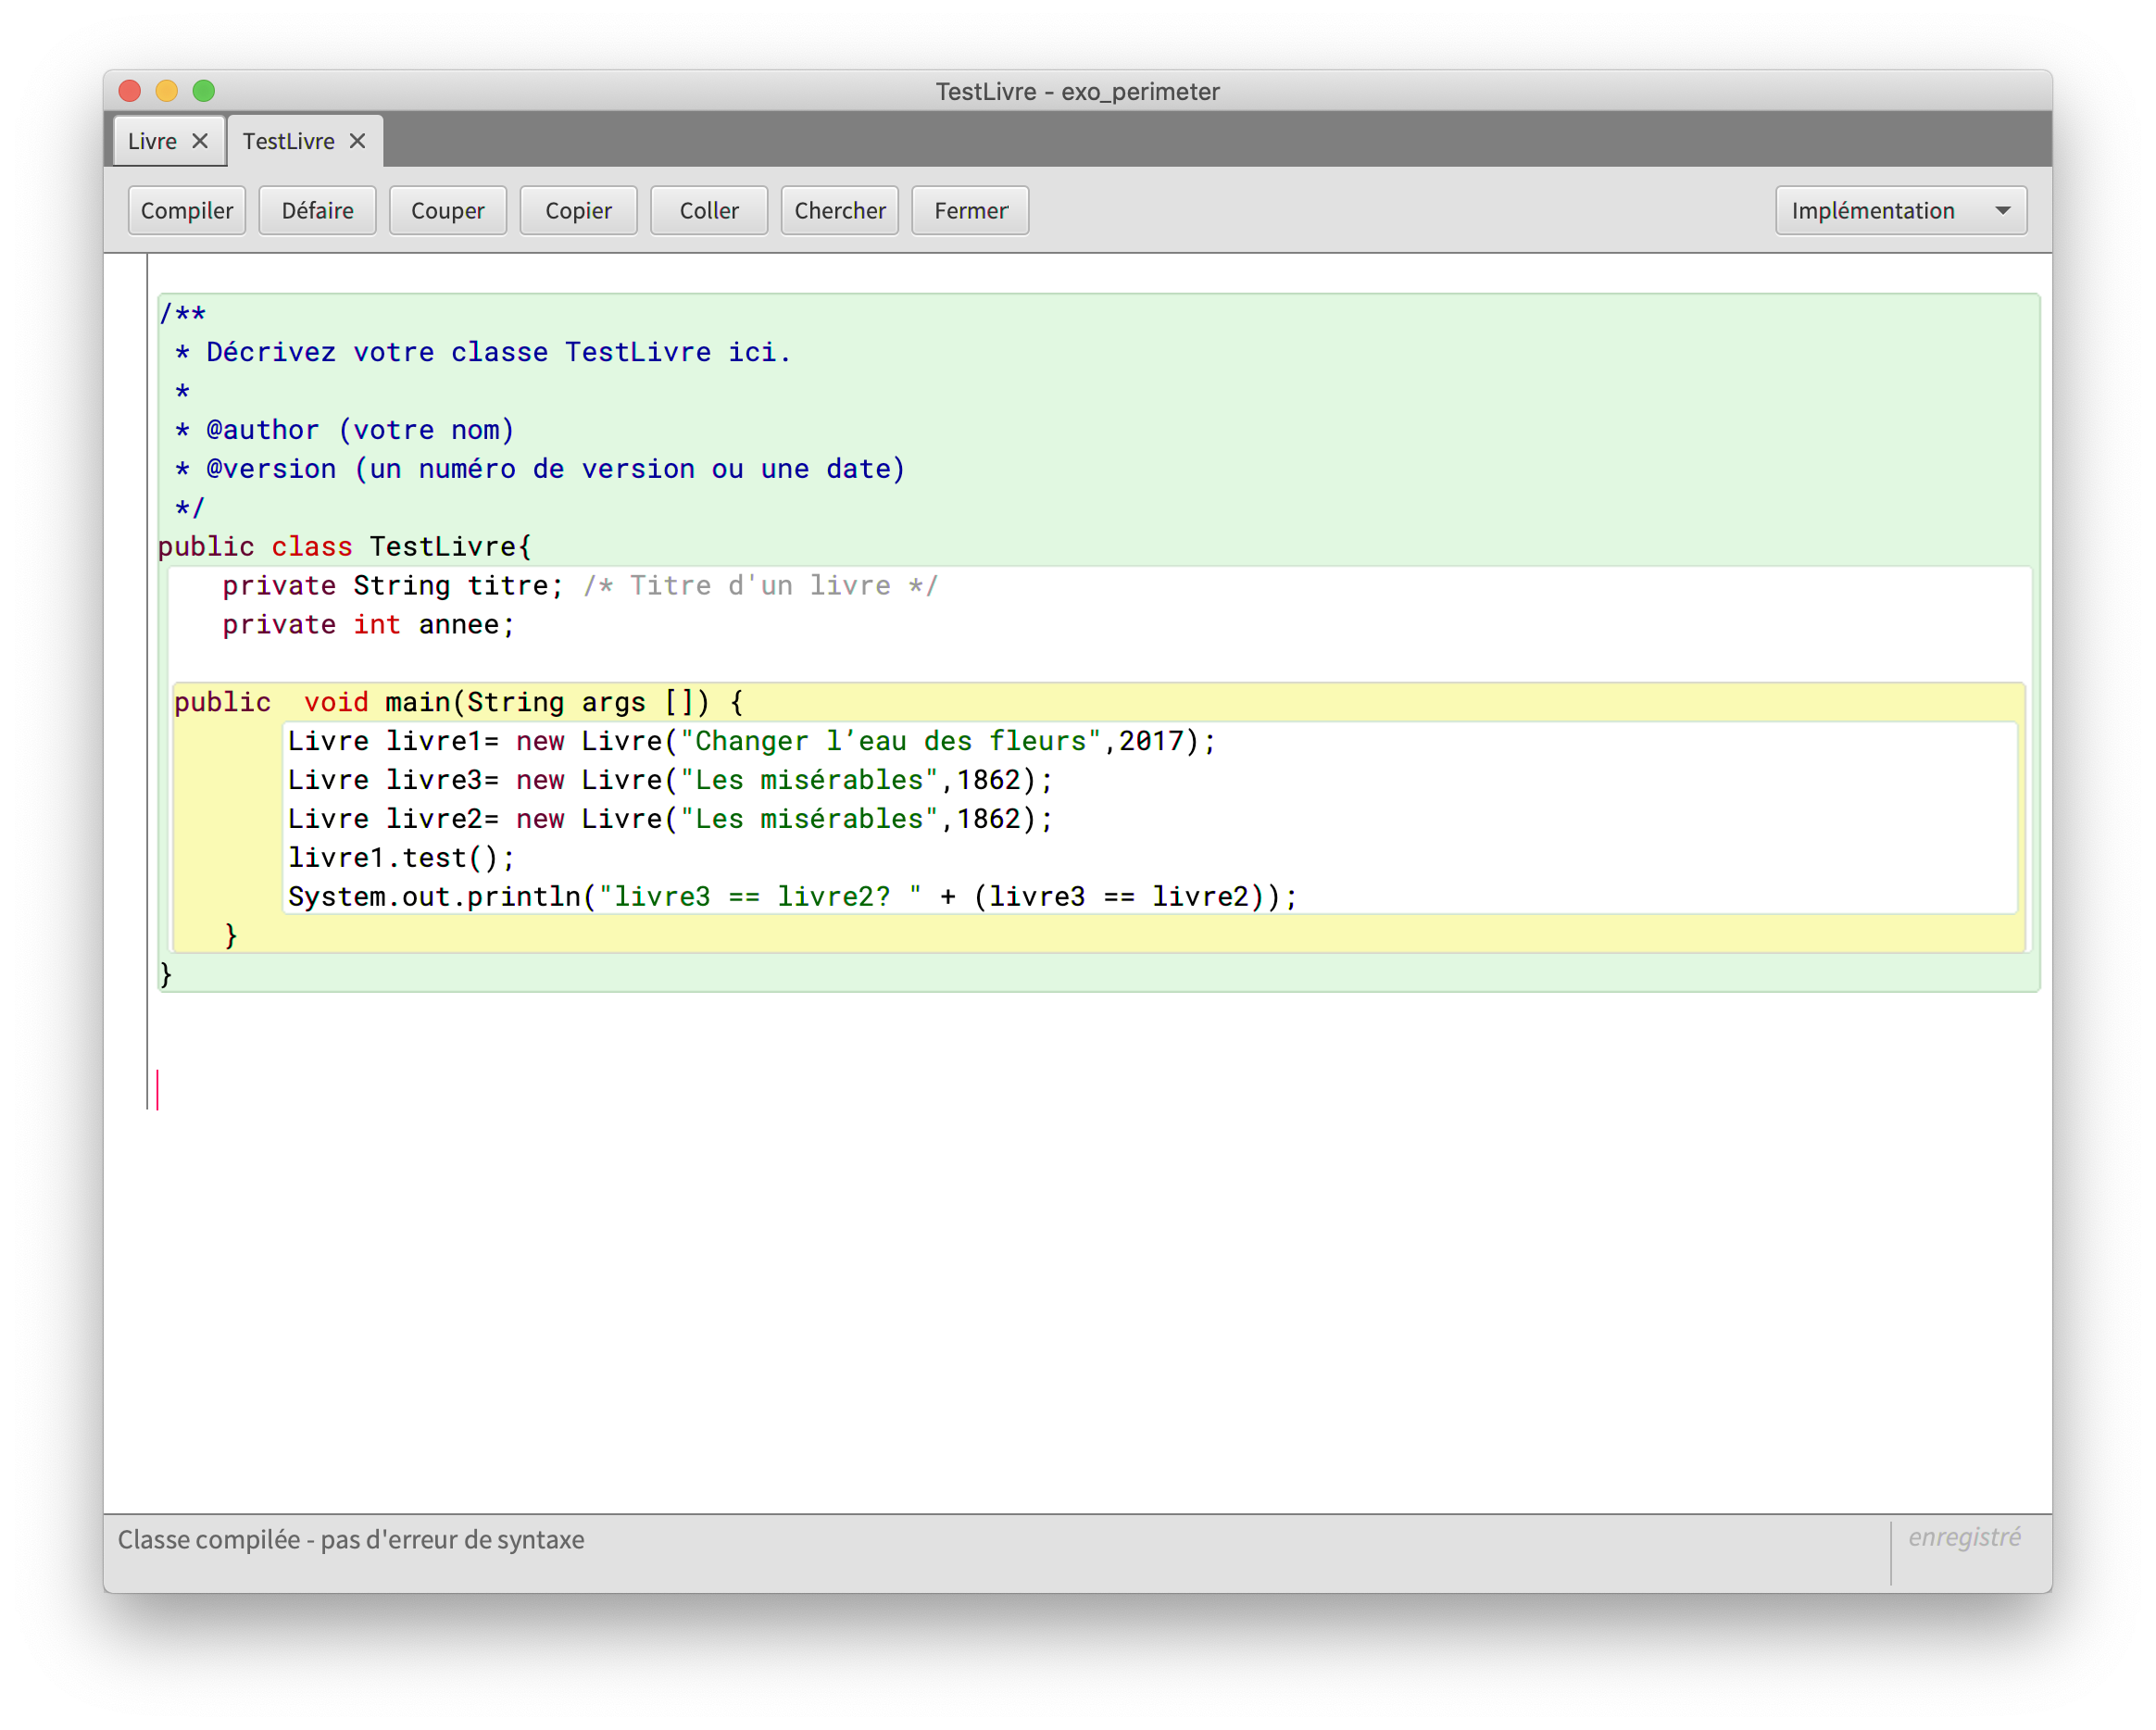 TestLivre - exo_perimeter
Livre TestLivre
Compiler Défaire Couper Copier Coller Chercher Fermer Implémentation
/**
 * Décrivez votre classe TestLivre ici.
 *
 * @author (votre nom)
 * @version (un numéro de version ou une date)
 */
public class TestLivre{
    private String titre; /* Titre d'un livre */
    private int annee;
 public  void main(String args []) {
        Livre livre1= new Livre("Changer l’eau des fleurs",2017);
        Livre livre3= new Livre("Les misérables",1862);
        Livre livre2= new Livre("Les misérables",1862);
        livre1.test();
        System.out.println("livre3 == livre2? " + (livre3 == livre2));
    }
}
Classe compilée - pas d'erreur de syntaxe
enregistré